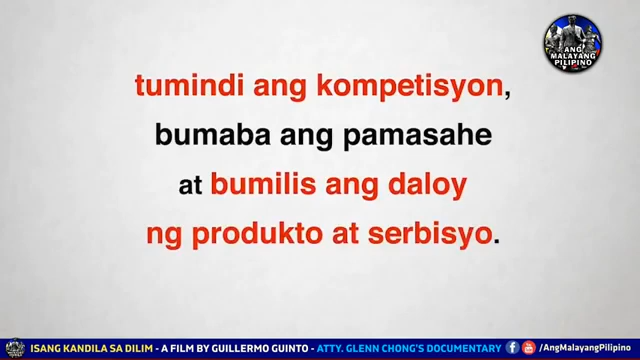 ANG
MALAYANG
PILIPINO
tumindi ang kompetisyon,
bumaba ang pamasahe
at bumilis ang daloy
ng produkto at serbisyo.
ISANG KANDILA SA DILIM - A FILM BY GUILLERMO GUINTO - ATTY. GLENN CHONG'S DOCUMENTARY /AngMalayangPilipino